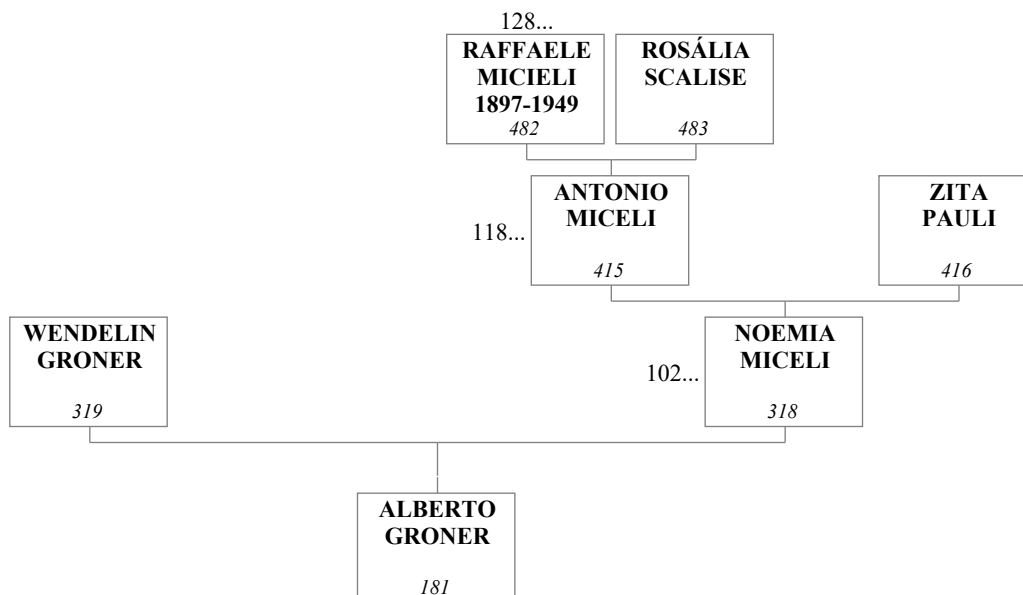 128...
RAFFAELE
MICIELI
1897-1949
482
ROSÁLIA
SCALISE
483
118...
ANTONIO
MICELI
415
ZITA
PAULI
416
WENDELIN
GRONER
319
102...
NOEMIA
MICELI
318
ALBERTO
GRONER
181